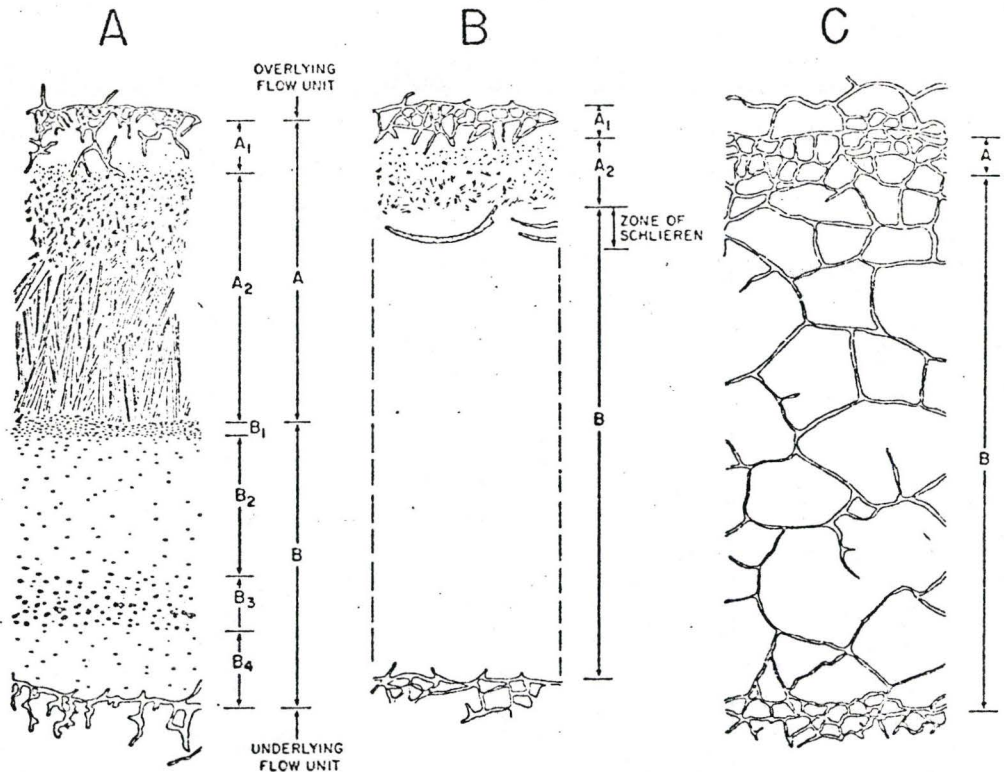 A
B
C
OVERLYING
FLOW UNIT
A₁
A₂
A
B₁
B₂
B
B₃
B₄
UNDERLYING
FLOW UNIT
A₁
A₂
ZONE OF
SCHLIEREN
B
A
B